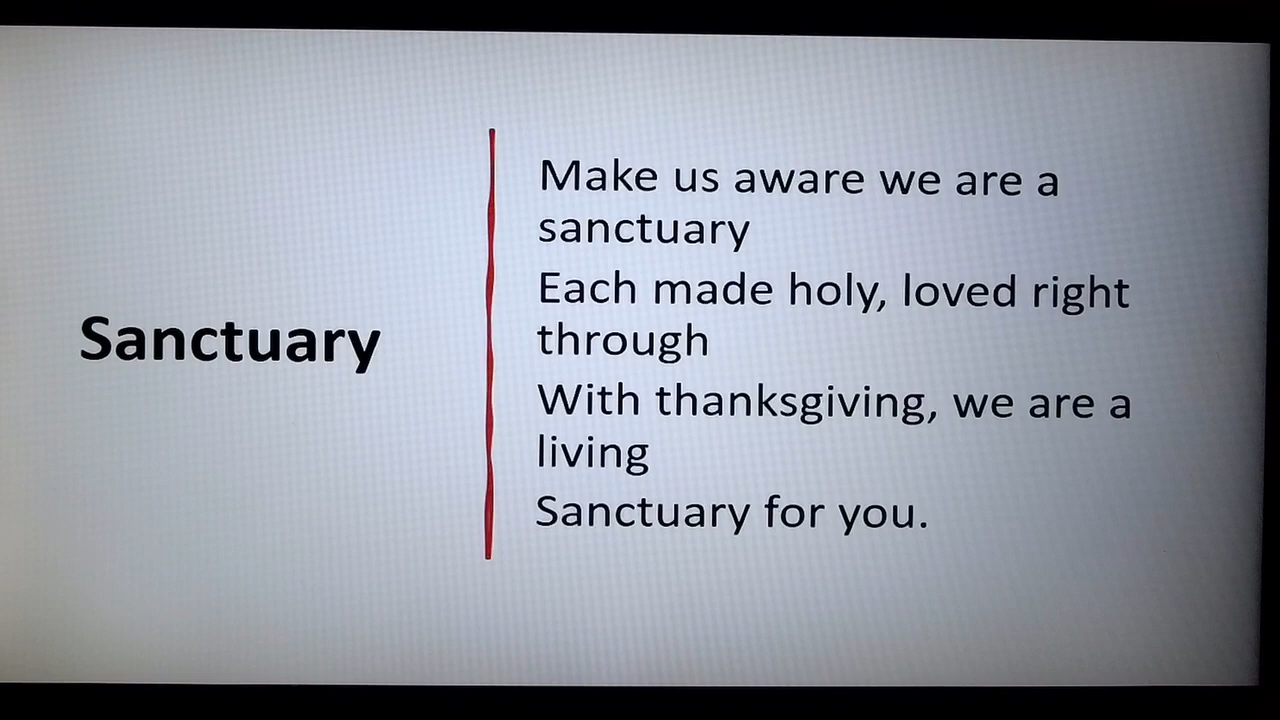 Sanctuary
Make us aware we are a
sanctuary
Each made holy, loved right
through
With thanksgiving, we are a
living
Sanctuary for you.